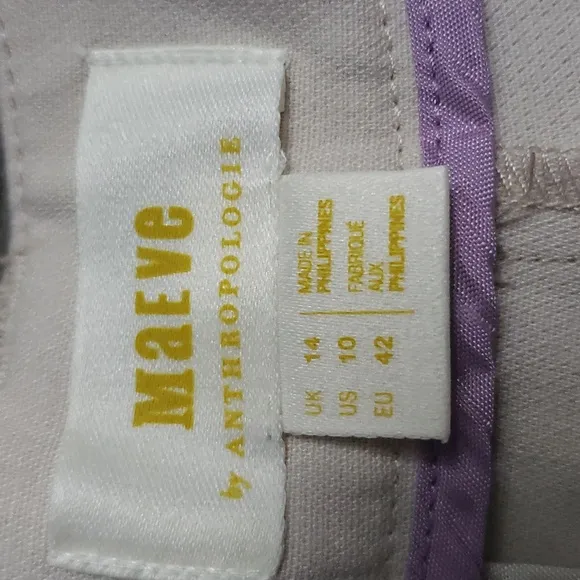 MaEVe
by ANTHROPOLOGIE
UK 14
US 10
EU 42
MADE IN
PHILIPPINES
FABRIQUÉ
AUX
PHILIPPINES